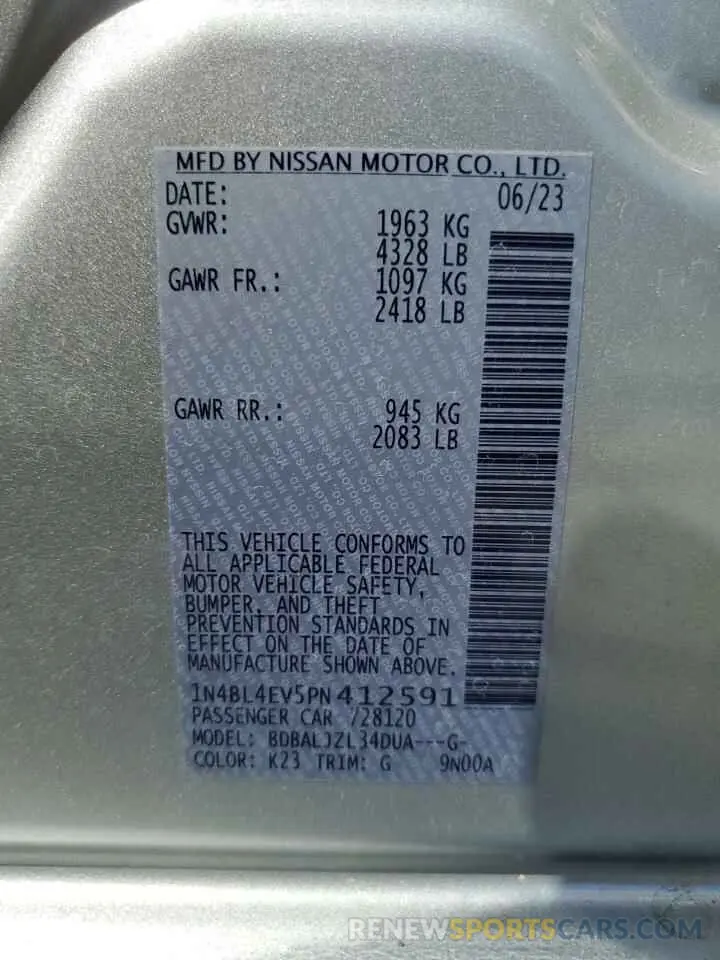 MFD BY NISSAN MOTOR CO., LTD.
DATE: 06/23
GVWR: 1963 KG
4328 LB
GAWR FR.: 1097 KG
2418 LB
GAWR RR.: 945 KG
2083 LB
THIS VEHICLE CONFORMS TO
ALL APPLICABLE FEDERAL
MOTOR VEHICLE SAFETY,
BUMPER, AND THEFT
PREVENTION STANDARDS IN
EFFECT ON THE DATE OF
MANUFACTURE SHOWN ABOVE.
1N4BL4EV5PN412591
PASSENGER CAR /28120
MODEL: BDBALJZL34DUA---G-
COLOR: K23 TRIM: G 9N00A
RENEWSPORTCAR.COM